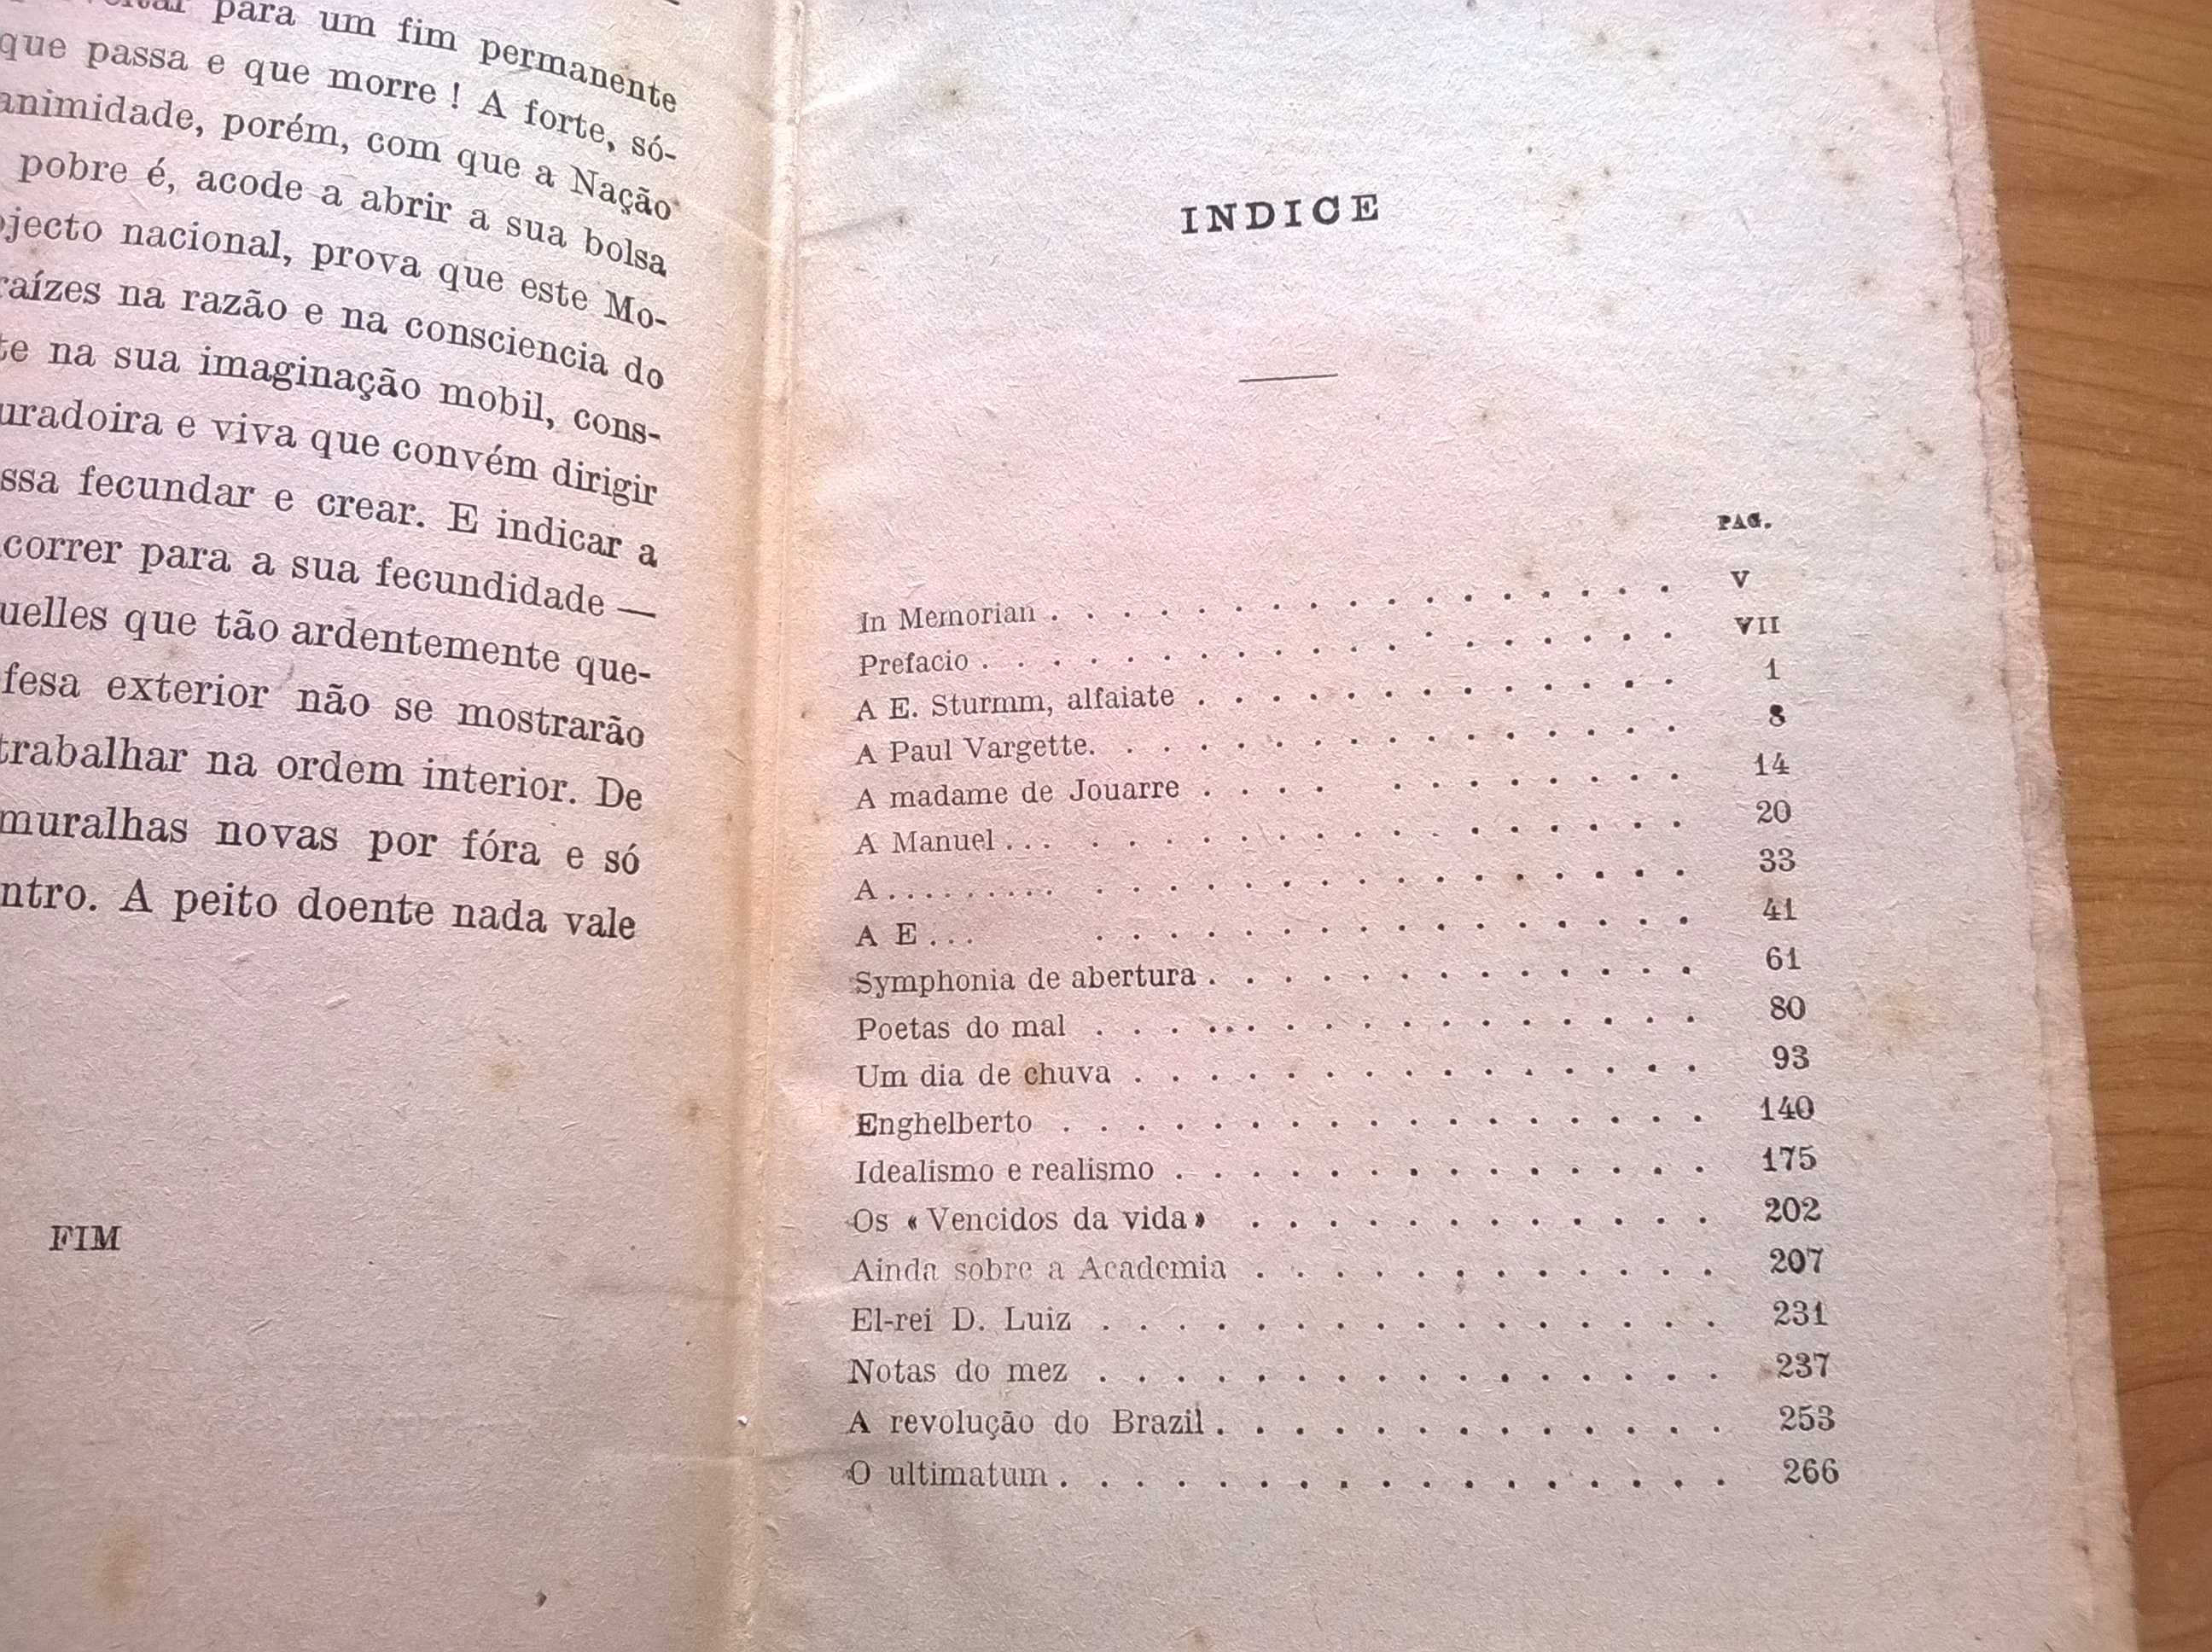 para um fim permanente
que passa e que morre ! A forte, só-
animidade, porém, com que a Nação
pobre é, acode a abrir a sua bolsa
jecto nacional, prova que este Mo-
raízes na razão e na consciencia do
te na sua imaginação mobil, cons-
uradoira e viva que convém dirigir
ssa fecundar e crear. E indicar a
correr para a sua fecundidade —
uelles que tão ardentemente que-
fesa exterior não se mostrarão
trabalhar na ordem interior. De
muralhas novas por fóra e só
ntro. A peito doente nada vale
FIM
INDICE
PAG.
In Memorian . . . . . . . . . . . . . . . . . V
Prefacio . . . . . . . . . . . . . . . . . . . VII
A E. Sturmm, alfaiate . . . . . . . . . . . . . 1
A Paul Vargette. . . . . . . . . . . . . . . . 8
A madame de Jouarre . . . . . . . . . . . . 14
A Manuel . . . . . . . . . . . . . . . . . . . 20
A . . . . . . . . . . . . . . . . . . . . . . . . 33
A E . . . . . . . . . . . . . . . . . . . 41
Symphonia de abertura . . . . . . . . . . . . . 61
Poetas do mal . . . . . . . . . . . . . . . . . 80
Um dia de chuva . . . . . . . . . . . . . . . 93
Enghelberto . . . . . . . . . . . . . . . . . 140
Idealismo e realismo . . . . . . . . . . . . . . 175
Os « Vencidos da vida» . . . . . . . . . . . . 202
Ainda sobre a Academia . . . . . . . . . . . . 207
El-rei D. Luiz . . . . . . . . . . . . . . . . 231
Notas do mez . . . . . . . . . . . . . . . . 237
A revolução do Brazil . . . . . . . . . . . . . 253
O ultimatum . . . . . . . . . . . . . . . . . 266